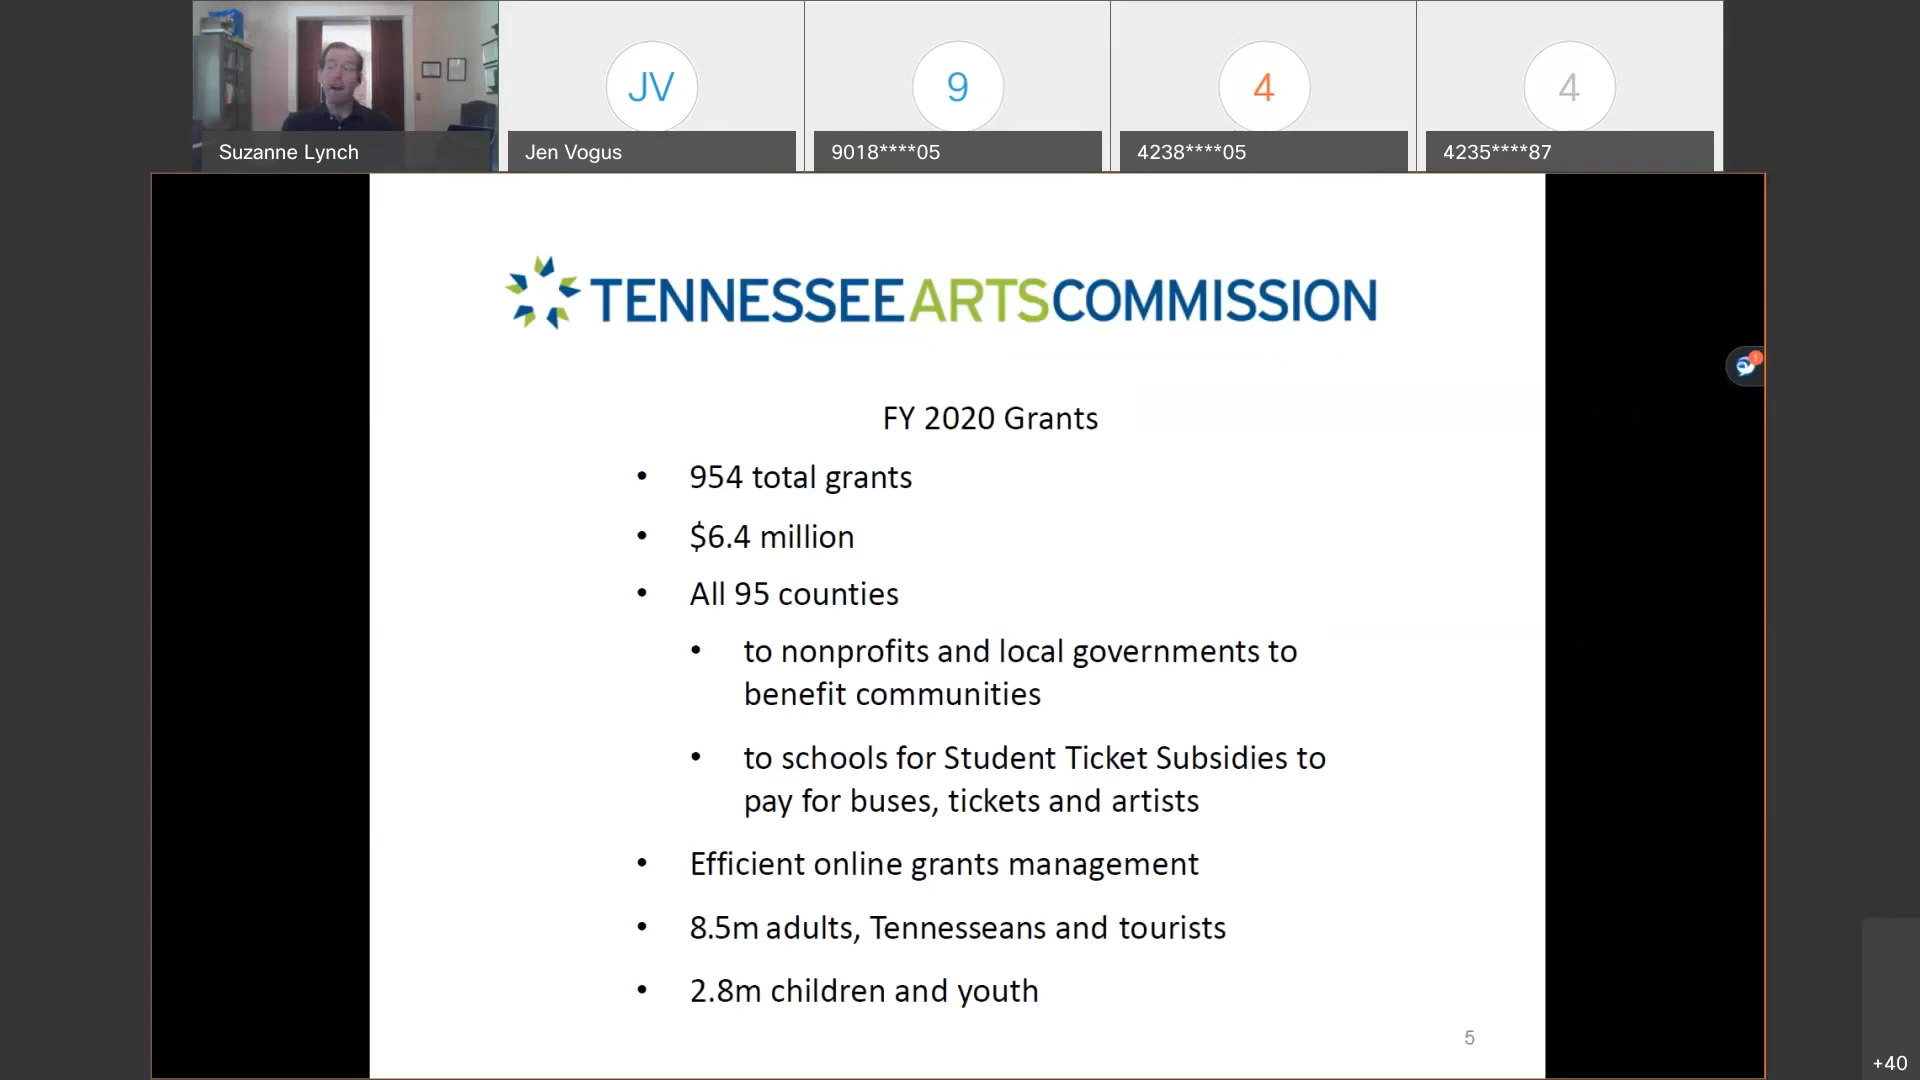 Suzanne Lynch
JV
Jen Vogus
9
9018****05
4
4238****05
4
4235****87
TENNESSEEARTSCOMMISSION
1
FY 2020 Grants
• 954 total grants
• $6.4 million
• All 95 counties
• to nonprofits and local governments to
benefit communities
• to schools for Student Ticket Subsidies to
pay for buses, tickets and artists
• Efficient online grants management
• 8.5m adults, Tennesseans and tourists
• 2.8m children and youth
5
+40